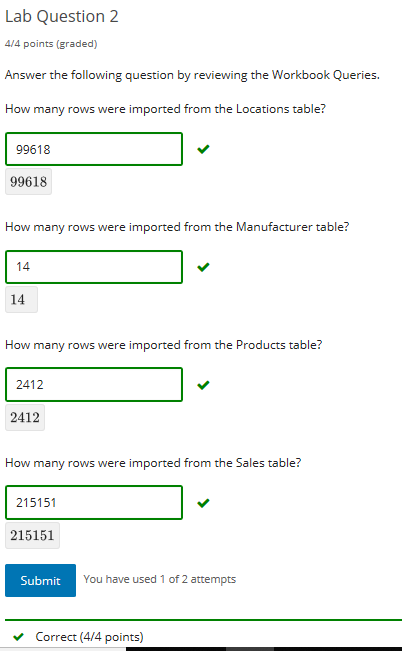 Lab Question 2
4/4 points (graded)
Answer the following question by reviewing the Workbook Queries.
How many rows were imported from the Locations table?
99618
99618
How many rows were imported from the Manufacturer table?
14
14
How many rows were imported from the Products table?
2412
2412
How many rows were imported from the Sales table?
215151
215151
Submit You have used 1 of 2 attempts
Correct (4/4 points)